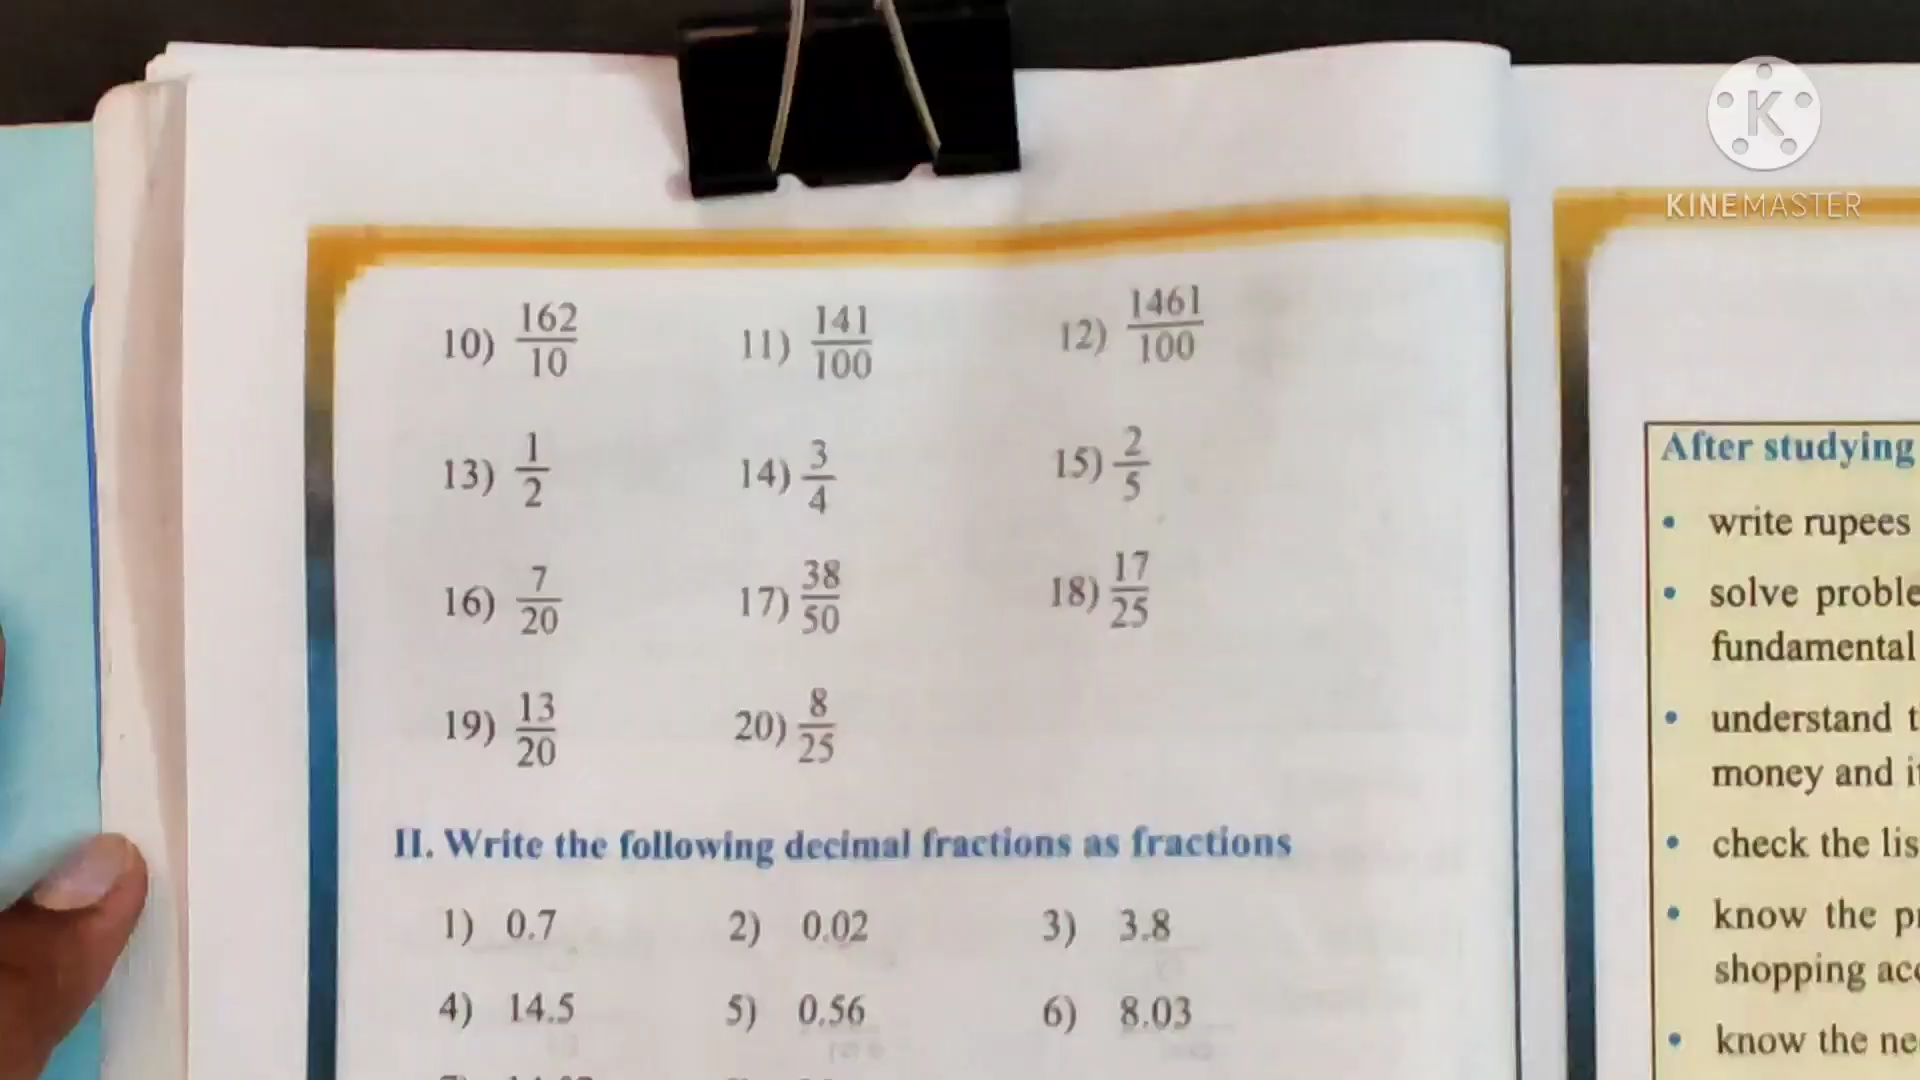 K
KINEMASTER
10) 162/10 11) 141/100 12) 1461/100
13) 1/2 14) 3/4 15) 2/5
16) 7/20 17) 38/50 18) 17/25
19) 13/20 20) 8/25
II. Write the following decimal fractions as fractions
1) 0.7 2) 0.02 3) 3.8
4) 14.5 5) 0.56 6) 8.03
After studying
• write rupees
• solve proble
fundamental
• understand t
money and it
• check the lis
• know the pr
shopping acc
• know the ne